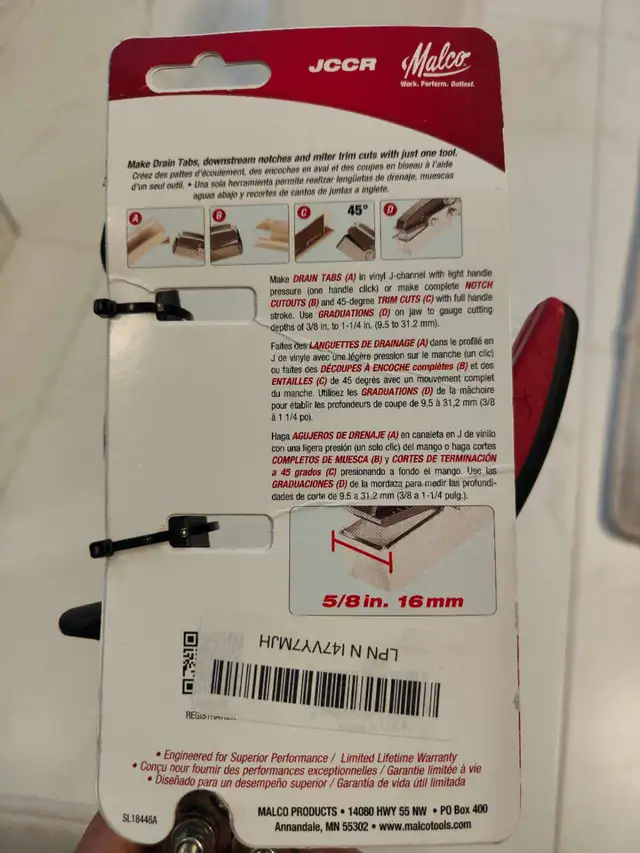 JCCR
Malco
Work. Perform. Outlast.
Make Drain Tabs, downstream notches and miter trim cuts with just one tool.
Créez des pattes d'écoulement, des encoches en aval et des coupes en biseau à l'aide
d'un seul outil. • Una sola herramienta permite realizar lengüetas de drenaje, muescas
aguas abajo y recortes de cantos de juntas a inglete.
A
B
C
45°
D
Make DRAIN TABS (A) in vinyl J-channel with light handle
pressure (one handle click) or make complete NOTCH
CUTOUTS (B) and 45-degree TRIM CUTS (C) with full handle
stroke. Use GRADUATIONS (D) on jaw to gauge cutting
depths of 3/8 in. to 1-1/4 in. (9.5 to 31.2 mm).
Faites des LANGUETTES DE DRAINAGE (A) dans le profilé en
J de vinyle avec une légère pression sur le manche (un clic)
ou faites des DÉCOUPES À ENCOCHE complètes (B) et des
ENTAILLES (C) de 45 degrés avec un mouvement complet
du manche. Utilisez les GRADUATIONS (D) de la mâchoire
pour établir les profondeurs de coupe de 9,5 à 31,2 mm (3/8
à 1 1/4 po).
Haga AGUJEROS DE DRENAJE (A) en canaleta en J de vinilo
con una ligera presión (un solo clic) del mango o haga cortes
COMPLETOS DE MUESCA (B) y CORTES DE TERMINACIÓN
a 45 grados (C) presionando a fondo el mango. Use las
GRADUACIONES (D) de la mordaza para medir las profundi-
dades de corte de 9.5 a 31.2 mm (3/8 a 1-1/4 pulg.).
5/8 in. 16 mm
LPN N I47VY7MJH
• Engineered for Superior Performance / Limited Lifetime Warranty
• Conçu pour fournir des performances exceptionnelles / Garantie limitée à vie
• Diseñado para un desempeño superior / Garantía de vida útil limitada
SL18448A
MALCO PRODUCTS • 14080 HWY 55 NW • PO Box 400
Annandale, MN 55302 • www.malcotools.com